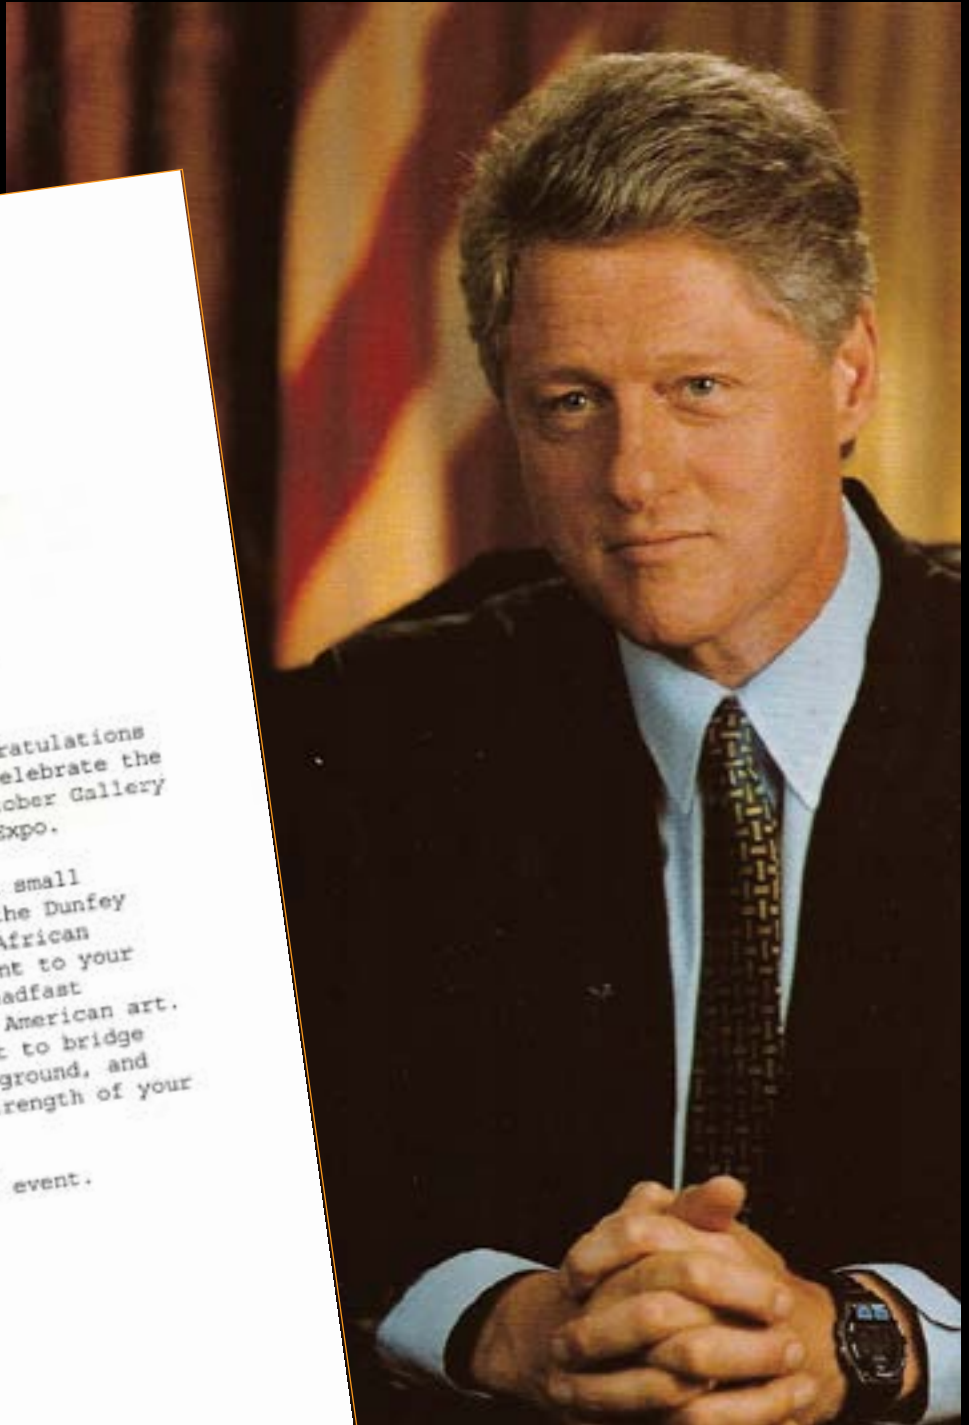 ratulations
elebrate the
ober Gallery
Expo.
small
he Dunfey
African
nt to your
adfast
American art.
t to bridge
ground, and
rength of your
event.